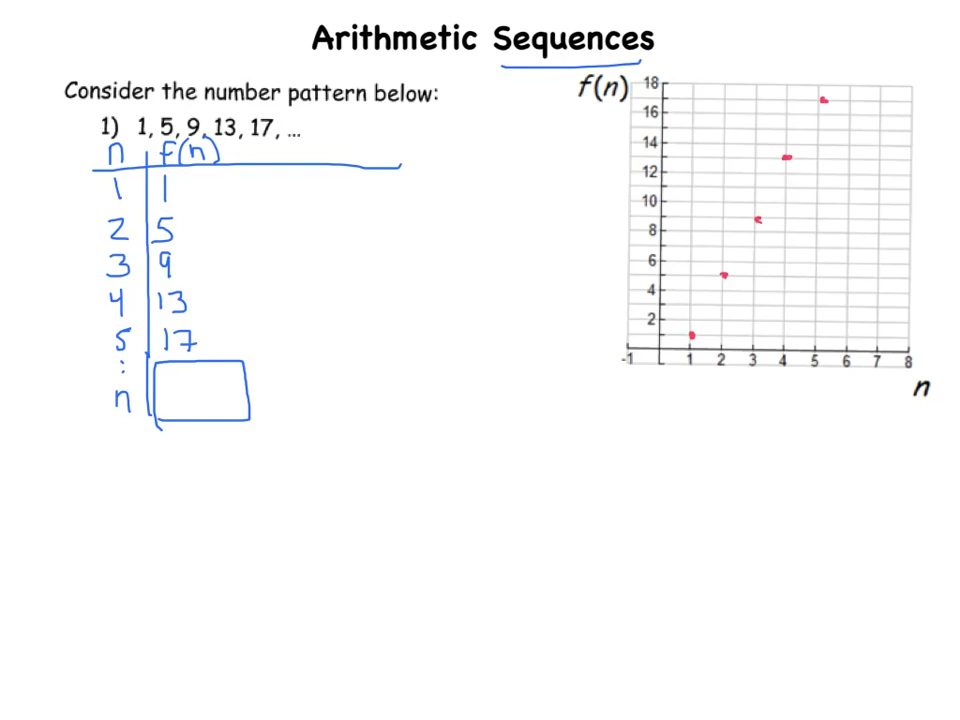 Arithmetic Sequences
Consider the number pattern below:
1) 1, 5, 9, 13, 17, ...
n f(n)
1 1
2 5
3 9
4 13
5 17
:
n
f(n)
18
16
14
12
10
8
6
4
2
-1 1 2 3 4 5 6 7 8
n